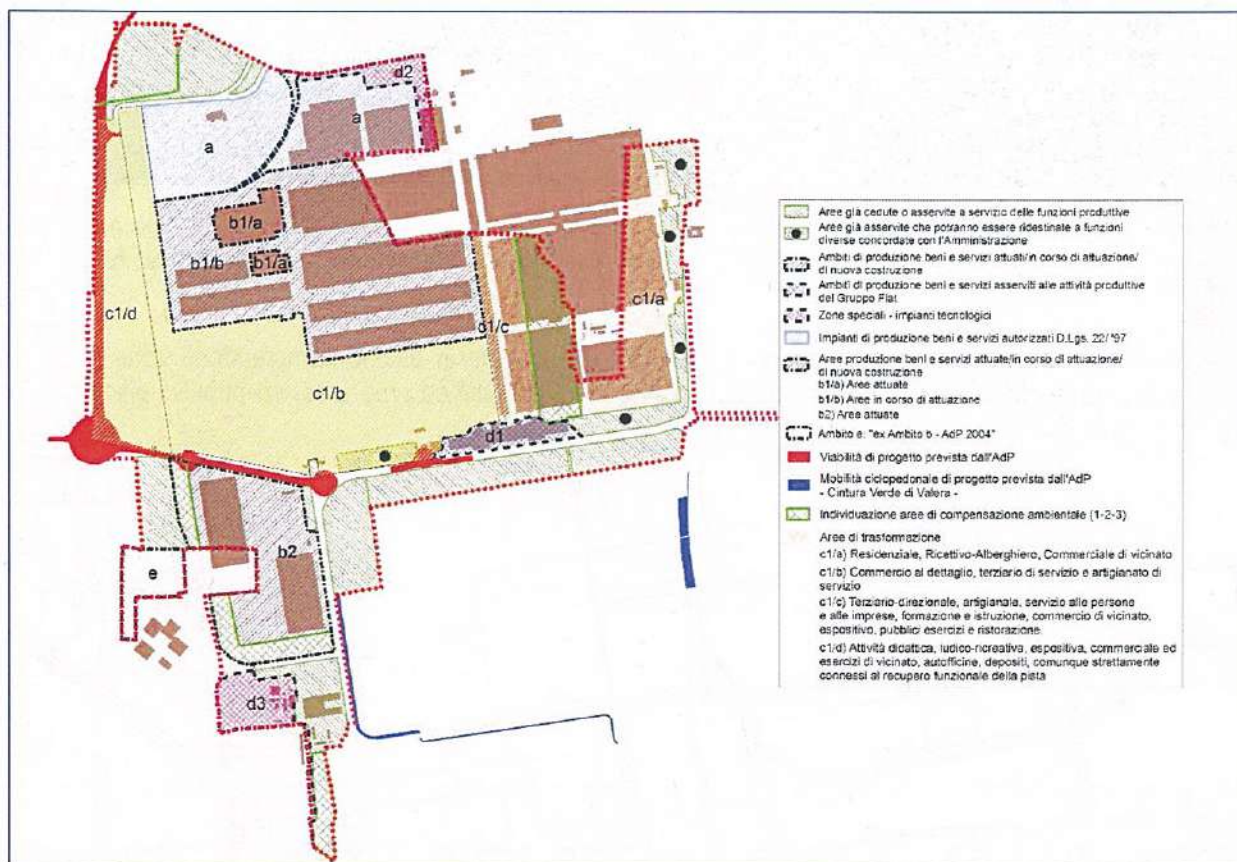 d2
a
a
b1/a
b1/b
b1/a
c1/d
c1/a
c1/c
c1/b
d1
b2
e
d3
Aree già cedute o asservite a servizio delle funzioni produttive
Aree già asservite che potranno essere ridestinate a funzioni
diverse concordate con l'Amministrazione
Ambiti di produzione beni e servizi attuati/in corso di attuazione/
di nuova costruzione
Ambiti di produzione beni e servizi asserviti alle attività produttive
del Gruppo Fiat
Zone speciali - impianti tecnologici
Impianti di produzione beni e servizi autorizzati D.Lgs. 22/ '97
Aree produzione beni e servizi attuate/in corso di attuazione/
di nuova costruzione
b1/a) Aree attuate
b1/b) Aree in corso di attuazione
b2) Aree attuate
Ambito e: "ex Ambito b - AdP 2004"
Viabilità di progetto prevista dall'AdP
Mobilità ciclopedonale di progetto prevista dall'AdP
- Cintura Verde di Valera -
Individuazione aree di compensazione ambientale (1-2-3)
Aree di trasformazione
c1/a) Residenziale, Ricettivo-Alberghiero, Commerciale di vicinato
c1/b) Commercio al dettaglio, terziario di servizio e artigianato di
servizio
c1/c) Terziario-direzionale, artigianale, servizio alle persone
e alle imprese, formazione e istruzione, commercio di vicinato,
espositivo, pubblici esercizi e ristorazione.
c1/d) Attività didattica, ludico-ricreativa, espositiva, commerciale ed
esercizi di vicinato, autofficine, depositi, comunque strettamente
connessi al recupero funzionale della pista